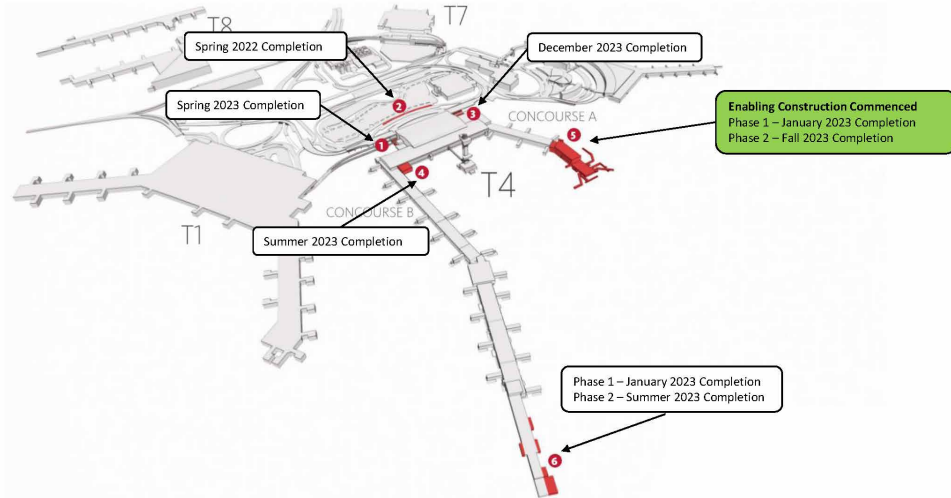 T8
T7
Spring 2022 Completion
December 2023 Completion
Spring 2023 Completion
2
3
CONCOURSE A
Enabling Construction Commenced
Phase 1 – January 2023 Completion
Phase 2 – Fall 2023 Completion
5
1
4
T4
CONCOURSE B
T1
Summer 2023 Completion
Phase 1 – January 2023 Completion
Phase 2 – Summer 2023 Completion
6